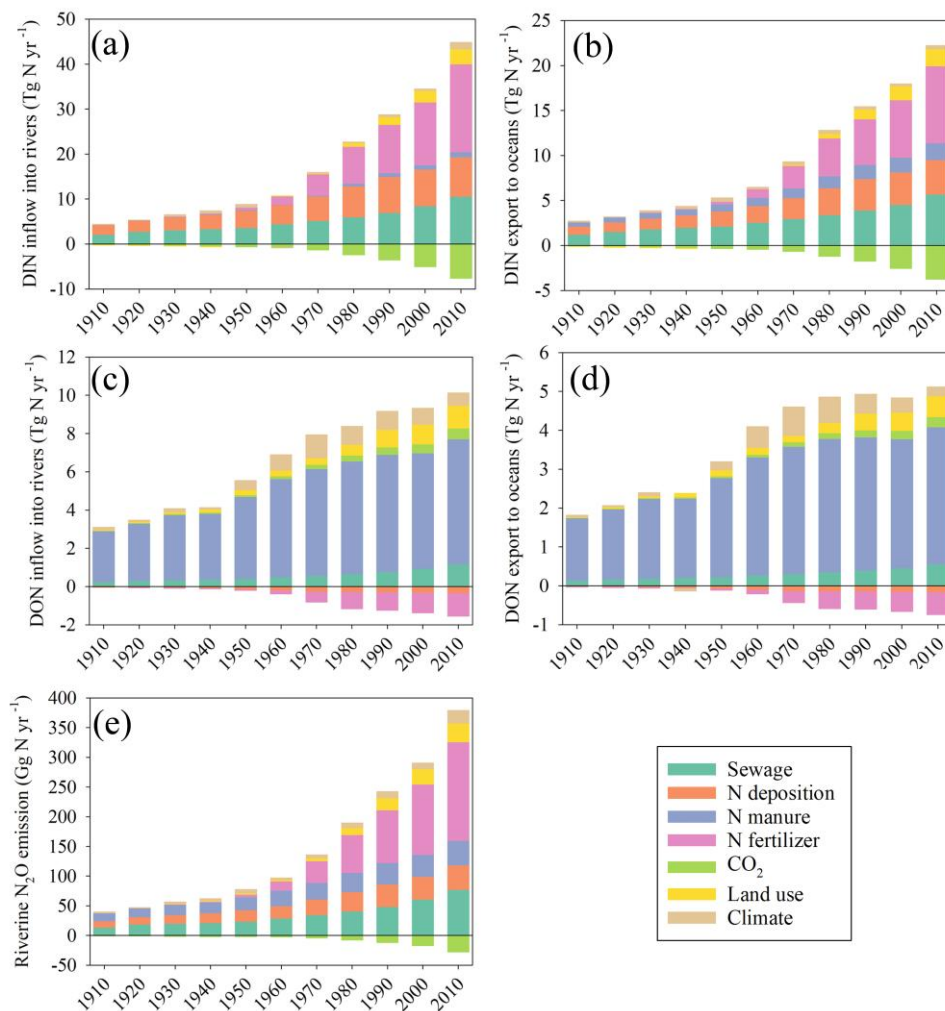 (a)
DIN inflow into rivers (Tg N yr⁻¹)
50
40
30
20
10
0
-10
1910 1920 1930 1940 1950 1960 1970 1980 1990 2000 2010
(b)
DIN export to oceans (Tg N yr⁻¹)
25
20
15
10
5
0
-5
1910 1920 1930 1940 1950 1960 1970 1980 1990 2000 2010
(c)
DON inflow into rivers (Tg N yr⁻¹)
12
10
8
6
4
2
0
-2
1910 1920 1930 1940 1950 1960 1970 1980 1990 2000 2010
(d)
DON export to oceans (Tg N yr⁻¹)
6
5
4
3
2
1
0
-1
1910 1920 1930 1940 1950 1960 1970 1980 1990 2000 2010
(e)
Riverine N₂O emission (Gg N yr⁻¹)
400
350
300
250
200
150
100
50
0
-50
1910 1920 1930 1940 1950 1960 1970 1980 1990 2000 2010
Sewage
N deposition
N manure
N fertilizer
CO₂
Land use
Climate